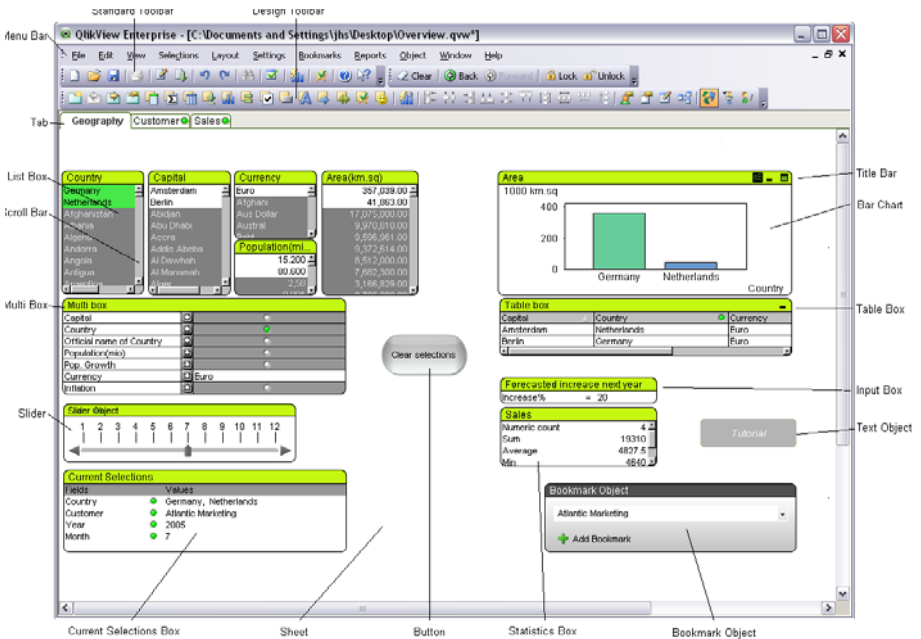 Standard Toolbar
Design Toolbar
Menu Bar
QlikView Enterprise - [C:\Documents and Settings\jhs\Desktop\Overview.qvw*]
File Edit View Selections Layout Settings Bookmarks Reports Object Window Help
Clear Back Forward Lock Unlock
Tab
Geography Customer Sales
List Box
Country
Germany
Netherlands
Afghanistan
Albania
Algeria
Andorra
Angola
Antigua
Argentina
Capital
Amsterdam
Berlin
Abidjan
Abu Dhabi
Accra
Addis Abeba
Al Dawhah
Al Manamah
Alger
Currency
Euro
Afghani
Aus Dollar
Austral
Population(mi...
15.200
80.600
2,50
Area(km.sq)
357,039.00
41,863.00
17,075,000.00
9,970,610.00
9,596,961.00
9,372,614.00
8,512,000.00
7,682,300.00
3,166,829.00
Area
1000 km.sq
400
200
0
Germany Netherlands
Country
Title Bar
Bar Chart
Scroll Bar
Multi Box
Multi box
Capital
Country
Official name of Country
Population(mio)
Pop. Growth
Currency Euro
Inflation
Clear selections
Table box
Capital Country Currency
Amsterdam Netherlands Euro
Berlin Germany Euro
Table Box
Forecasted increase next year
Increase% = 20
Input Box
Slider
Slider Object
1 2 3 4 5 6 7 8 9 10 11 12
Sales
Numeric count 4
Sum 19310
Average 4827.5
Min 4640
Tutorial
Text Object
Current Selections
Fields Values
Country Germany, Netherlands
Customer Atlantic Marketing
Year 2005
Month 7
Bookmark Object
Atlantic Marketing
Add Bookmark
Current Selections Box
Sheet
Button
Statistics Box
Bookmark Object